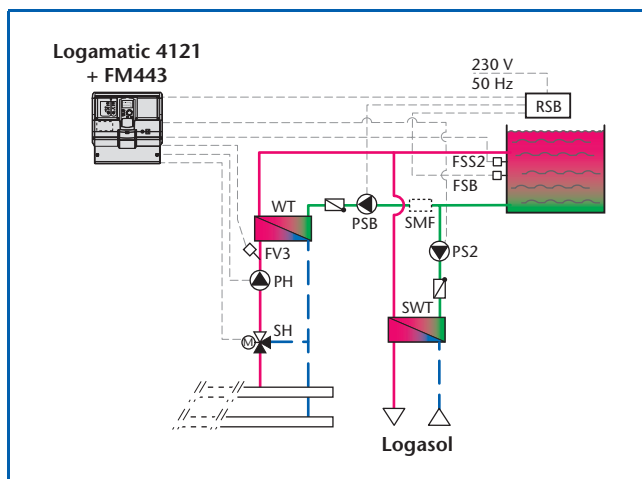 Logamatic 4121
+ FM443
230 V
50 Hz
RSB
FSS2
FSB
WT
PSB
SMF
FV3
PS2
PH
SWT
SH
M
Logasol